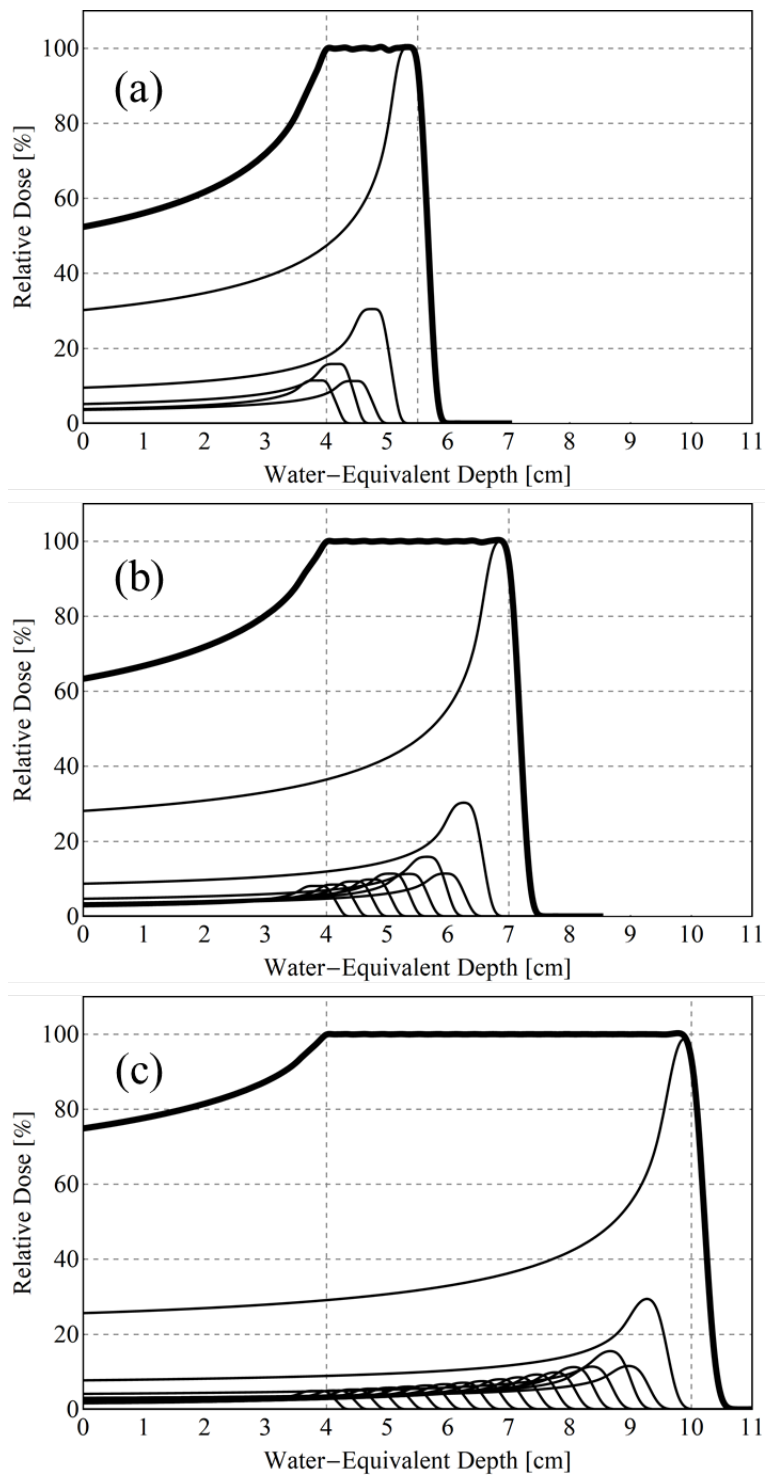 (a)
Relative Dose [%]
100
80
60
40
20
0
0 1 2 3 4 5 6 7 8 9 10 11
Water−Equivalent Depth [cm]
(b)
Relative Dose [%]
100
80
60
40
20
0
0 1 2 3 4 5 6 7 8 9 10 11
Water−Equivalent Depth [cm]
(c)
Relative Dose [%]
100
80
60
40
20
0
0 1 2 3 4 5 6 7 8 9 10 11
Water−Equivalent Depth [cm]